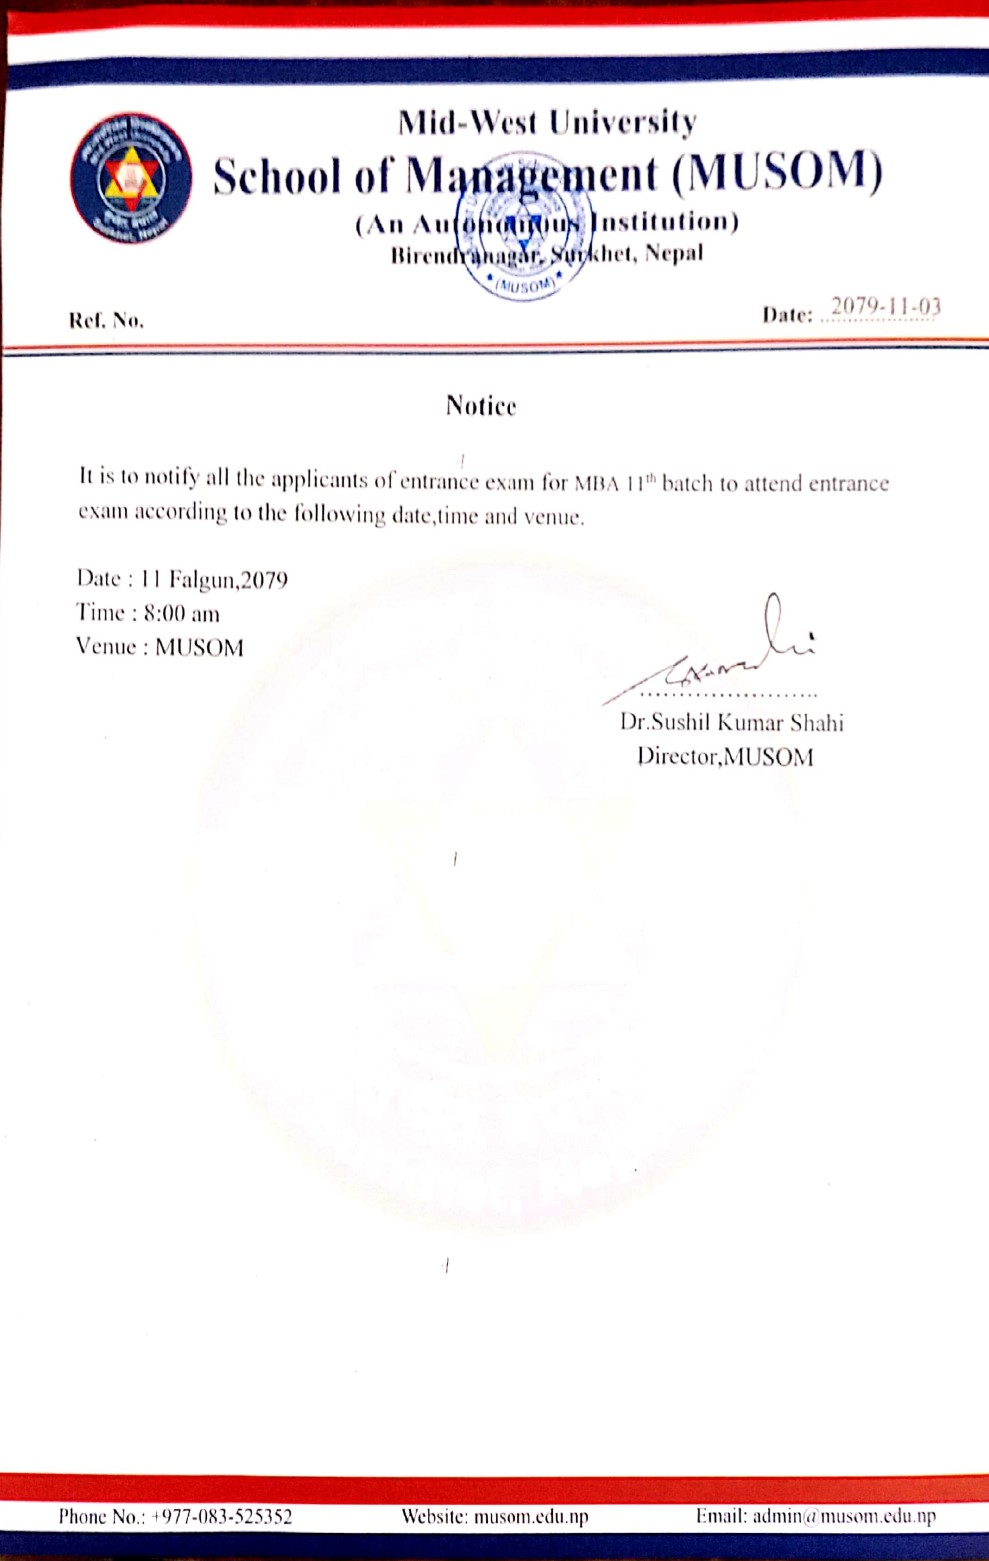 Mid-West University
School of Management (MUSOM)
(An Autonomous Institution)
Birendranagar, Surkhet, Nepal
(MUSOM)
Ref. No.
Date: 2079-11-03
Notice
It is to notify all the applicants of entrance exam for MBA 11th batch to attend entrance
exam according to the following date,time and venue.
Date : 11 Falgun,2079
Time : 8:00 am
Venue : MUSOM
Dr.Sushil Kumar Shahi
Director,MUSOM
Phone No.: +977-083-525352
Website: musom.edu.np
Email: admin@musom.edu.np